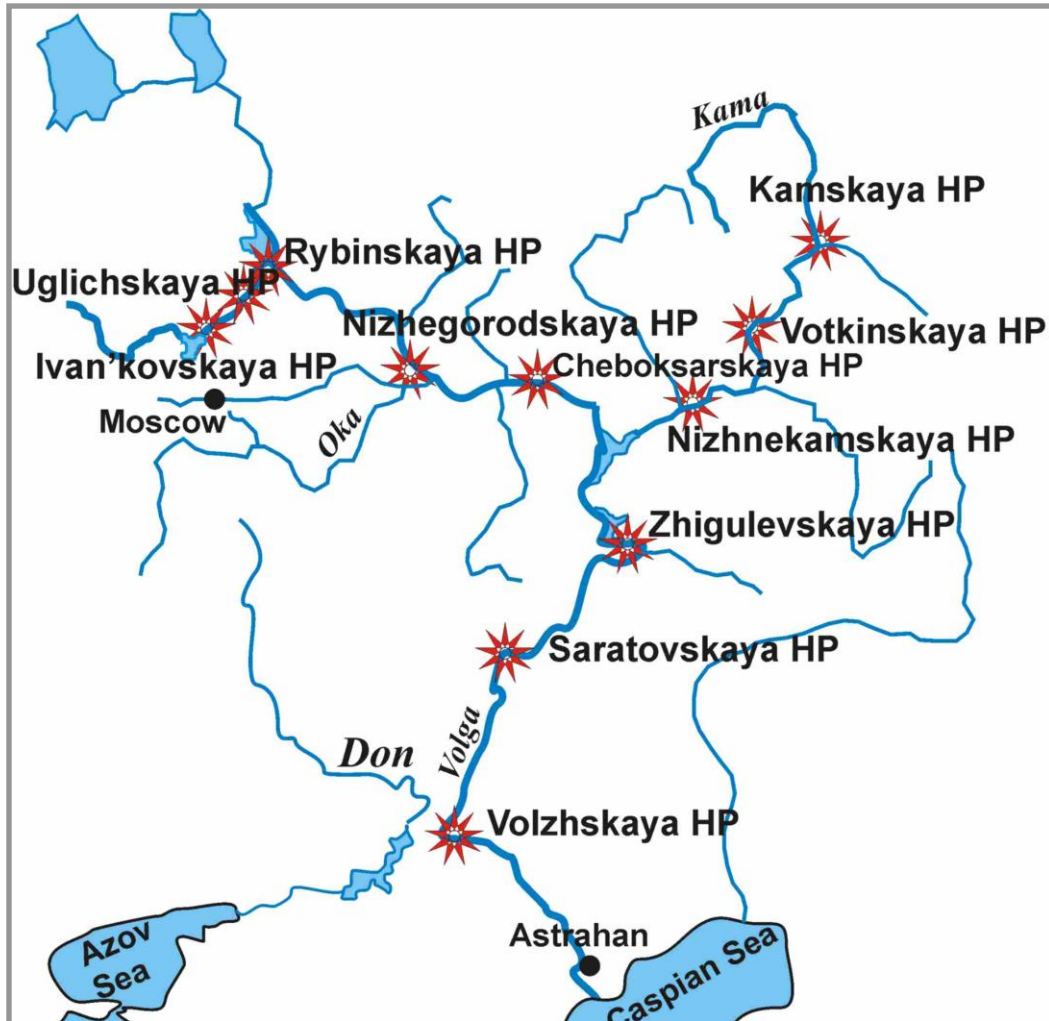 Kama
Kamskaya HP
Rybinskaya HP
Uglichskaya HP
Nizhegorodskaya HP
Votkinskaya HP
Ivan'kovskaya HP
Cheboksarskaya HP
Moscow
Oka
Nizhnekamskaya HP
Zhigulevskaya HP
Saratovskaya HP
Volga
Don
Volzhskaya HP
Astrahan
Azov
Sea
Caspian Sea